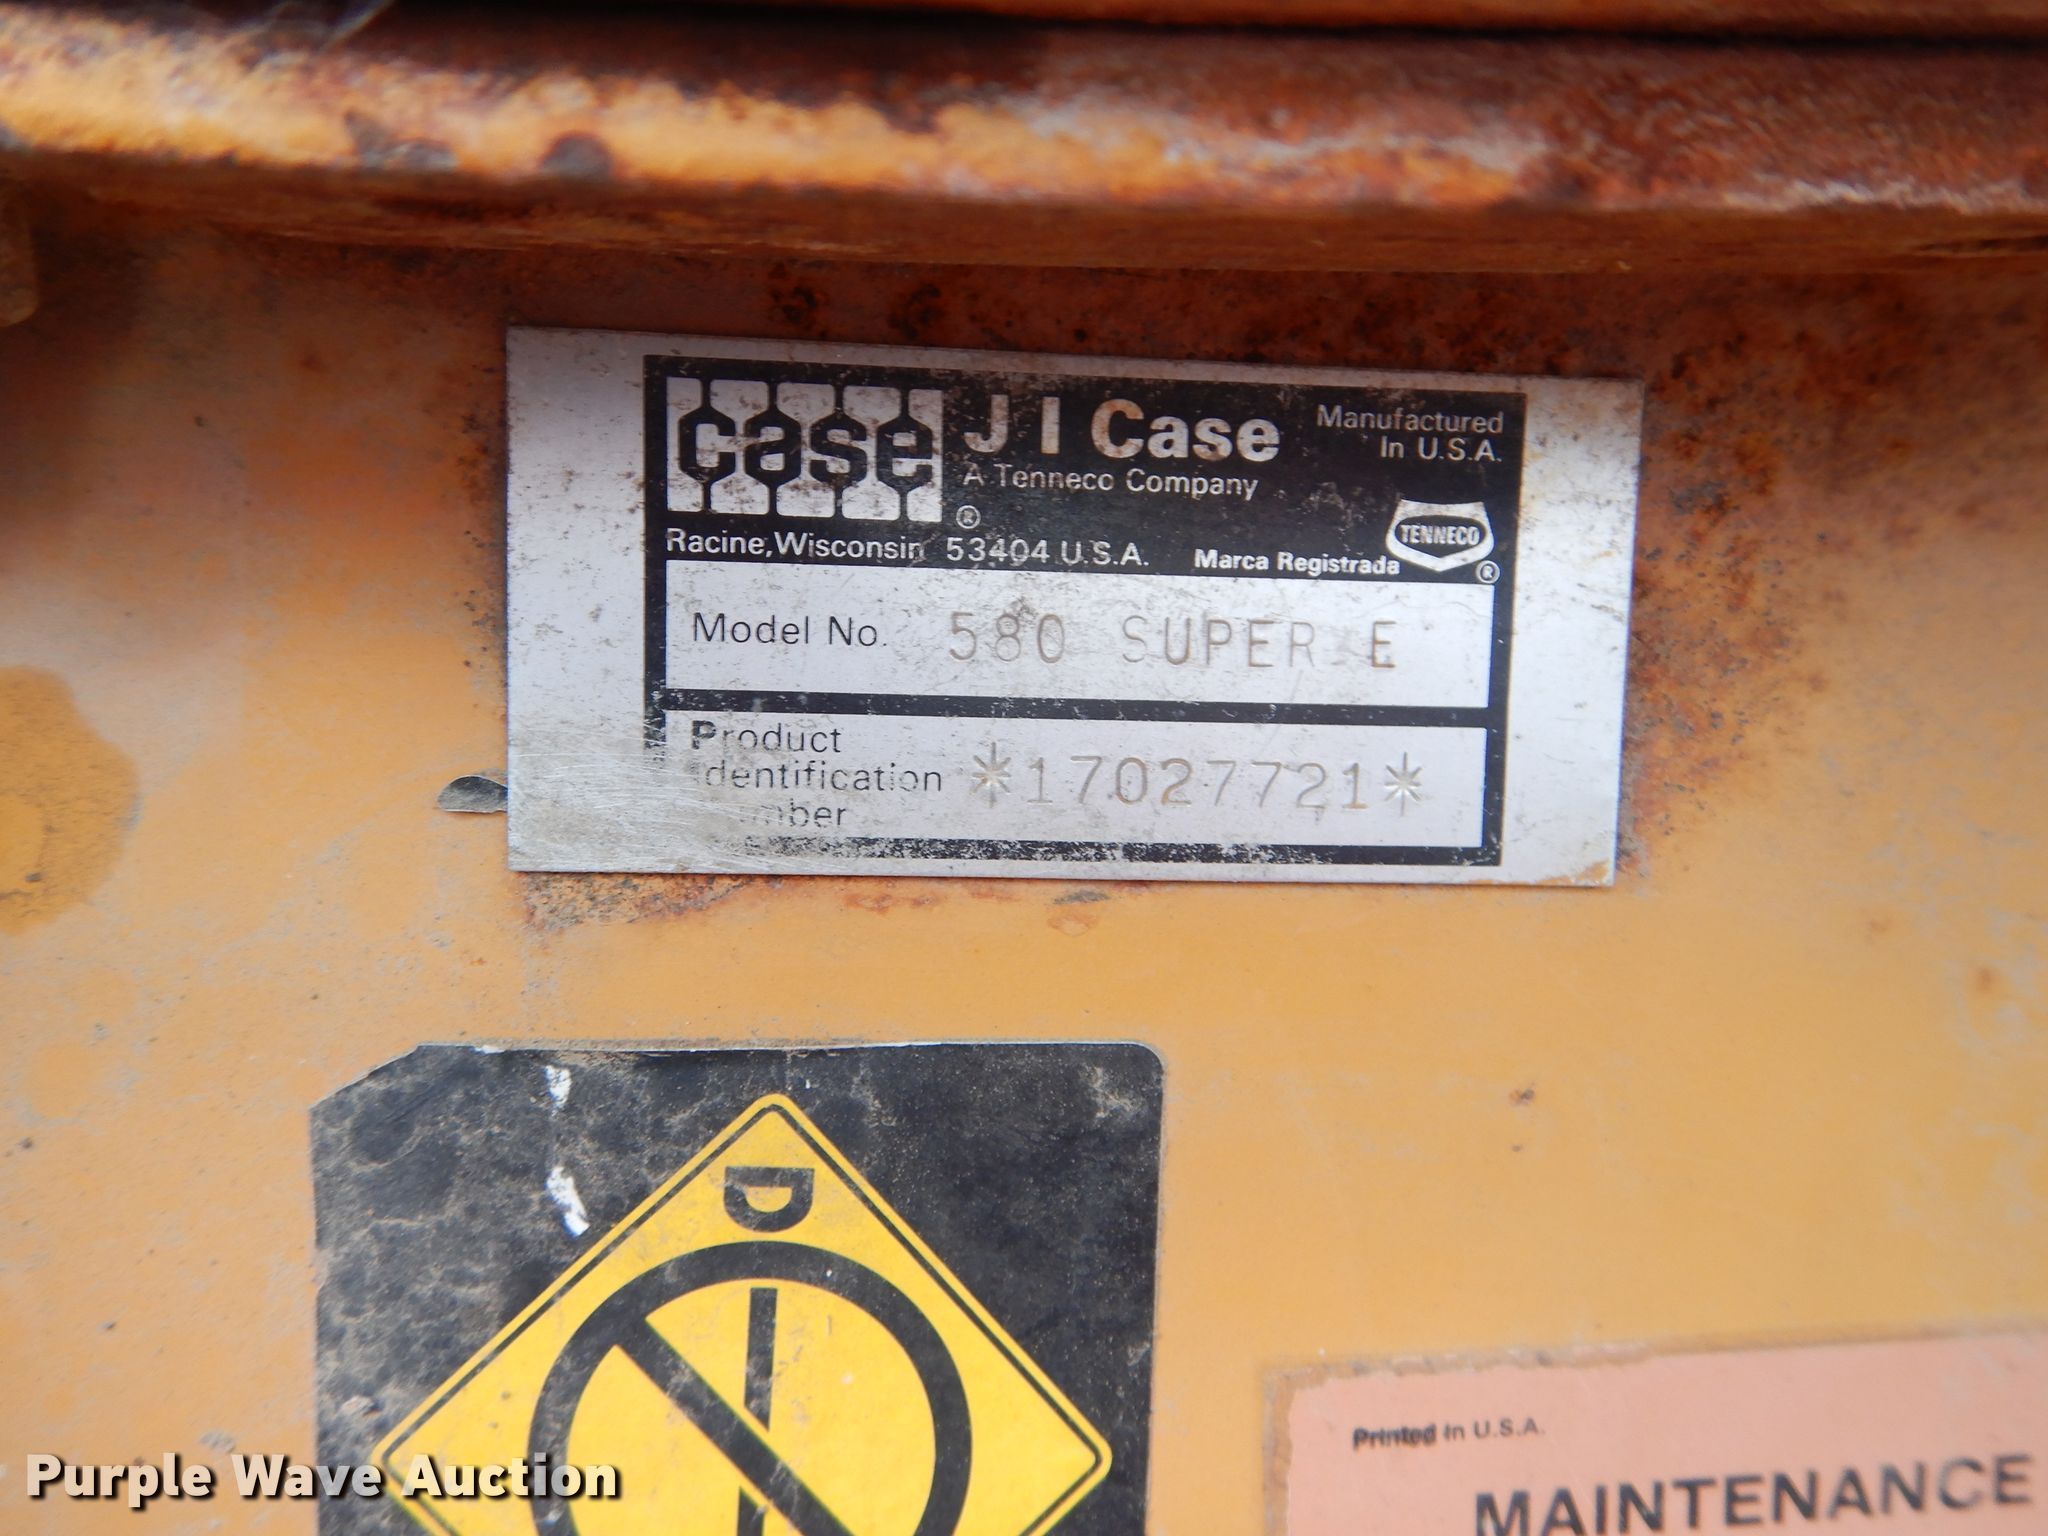 case
J I Case
Manufactured
In U.S.A.
A Tenneco Company
®
TENNECO
Racine, Wisconsin 53404 U.S.A.
Marca Registrada
®
Model No. 580 SUPER E
Product
Identification
*17027721*
D
Printed In U.S.A.
MAINTENANCE
Purple Wave Auction